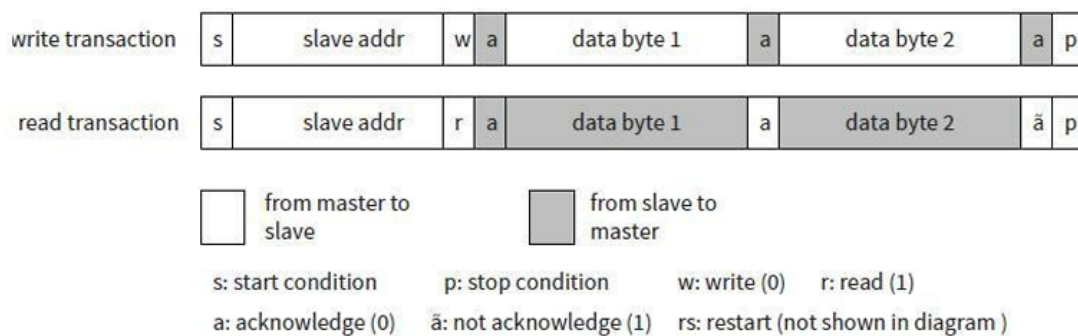 write transaction s slave addr w a data byte 1 a data byte 2 a p
read transaction s slave addr r a data byte 1 a data byte 2 ã p
from master to slave
from slave to master
s: start condition p: stop condition w: write (0) r: read (1)
a: acknowledge (0) ã: not acknowledge (1) rs: restart (not shown in diagram )